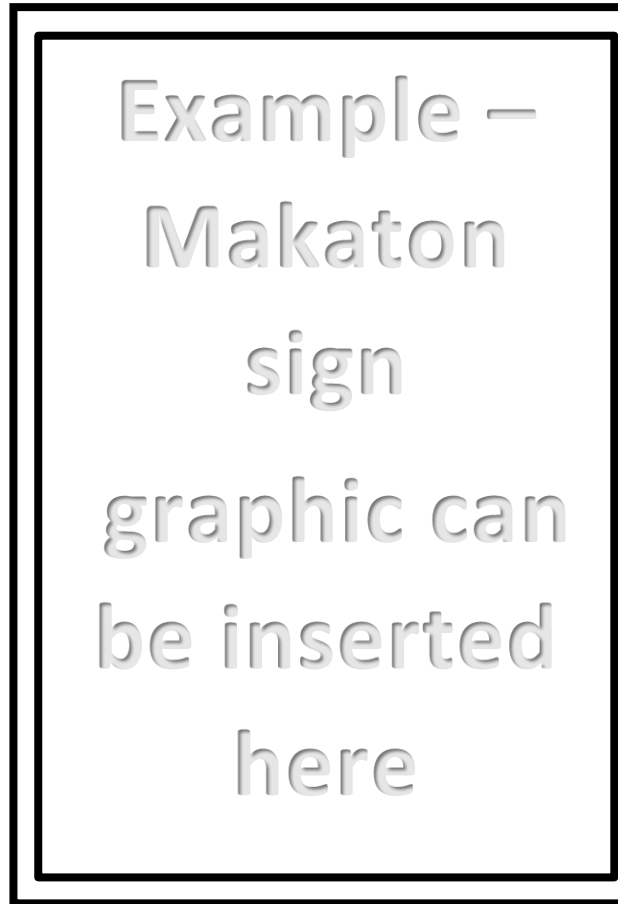 Example –
Makaton
sign
graphic can
be inserted
here